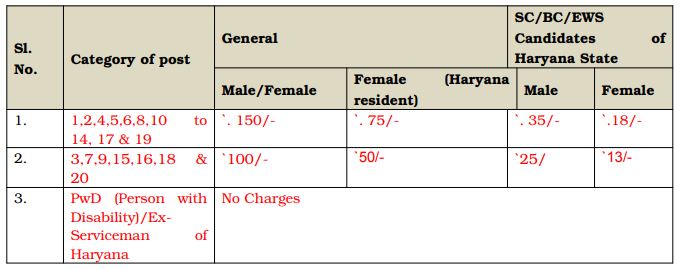 Sl. No.
Category of post
General
SC/BC/EWS Candidates of Haryana State
Male/Female
Female (Haryana resident)
Male
Female
1.
1,2,4,5,6,8,10 to 14, 17 & 19
`. 150/-
`. 75/-
`. 35/-
`.18/-
2.
3,7,9,15,16,18 & 20
`100/-
`50/-
`25/
`13/-
3.
PwD (Person with Disability)/Ex-Serviceman of Haryana
No Charges